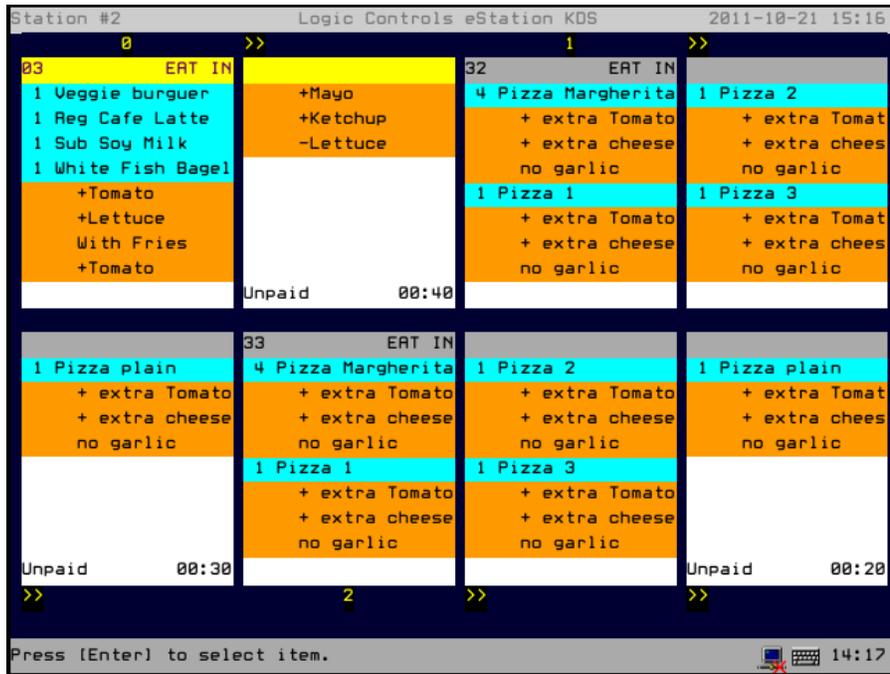 Station #2 Logic Controls eStation KDS 2011-10-21 15:16
0 >> 1 >>
03 EAT IN
1 Veggie burguer
1 Reg Cafe Latte
1 Sub Soy Milk
1 White Fish Bagel
+Tomato
+Lettuce
With Fries
+Tomato
+Mayo
+Ketchup
-Lettuce
Unpaid 00:40
32 EAT IN
4 Pizza Margherita
+ extra Tomato
+ extra cheese
no garlic
1 Pizza 1
+ extra Tomato
+ extra cheese
no garlic
1 Pizza 2
+ extra Tomat
+ extra chees
no garlic
1 Pizza 3
+ extra Tomat
+ extra chees
no garlic
1 Pizza plain
+ extra Tomato
+ extra cheese
no garlic
Unpaid 00:30
33 EAT IN
4 Pizza Margherita
+ extra Tomato
+ extra cheese
no garlic
1 Pizza 1
+ extra Tomato
+ extra cheese
no garlic
1 Pizza 2
+ extra Tomato
+ extra cheese
no garlic
1 Pizza 3
+ extra Tomato
+ extra cheese
no garlic
1 Pizza plain
+ extra Tomat
+ extra chees
no garlic
Unpaid 00:20
>> 2 >> >>
Press [Enter] to select item. 14:17